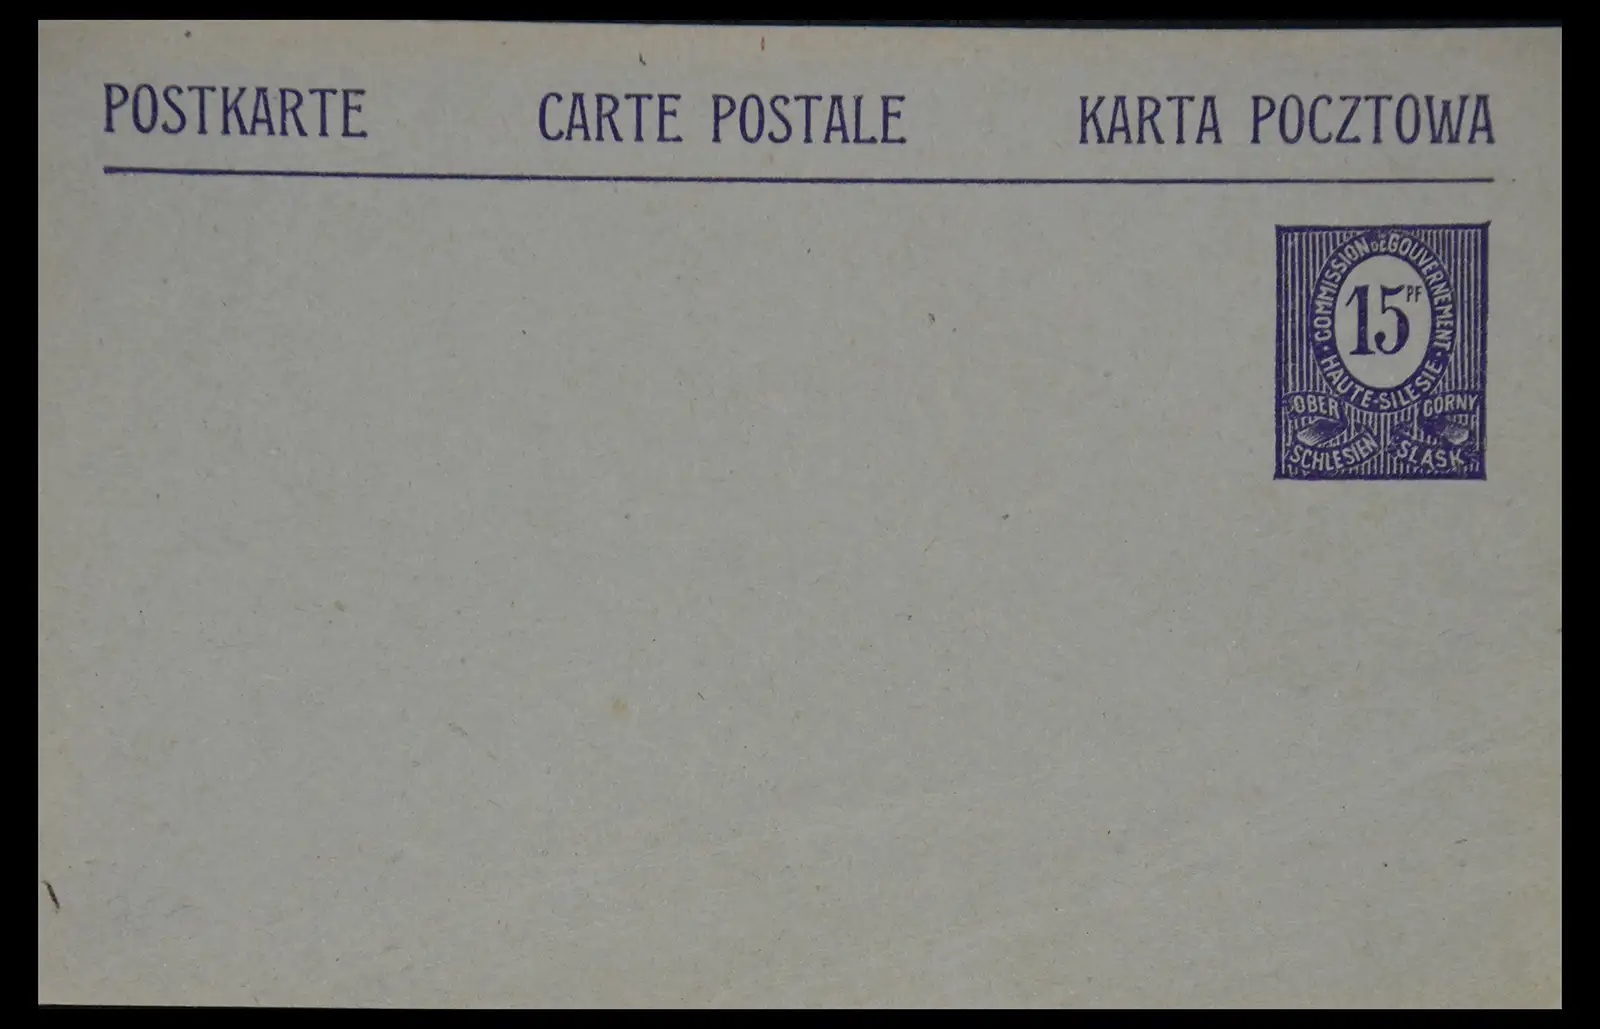 POSTKARTE CARTE POSTALE KARTA POCZTOWA
COMMISSION DE GOUVERNEMENT
15 PF
HAUTE-SILESIE
OBER GORNY
SCHLESIEN SLASK